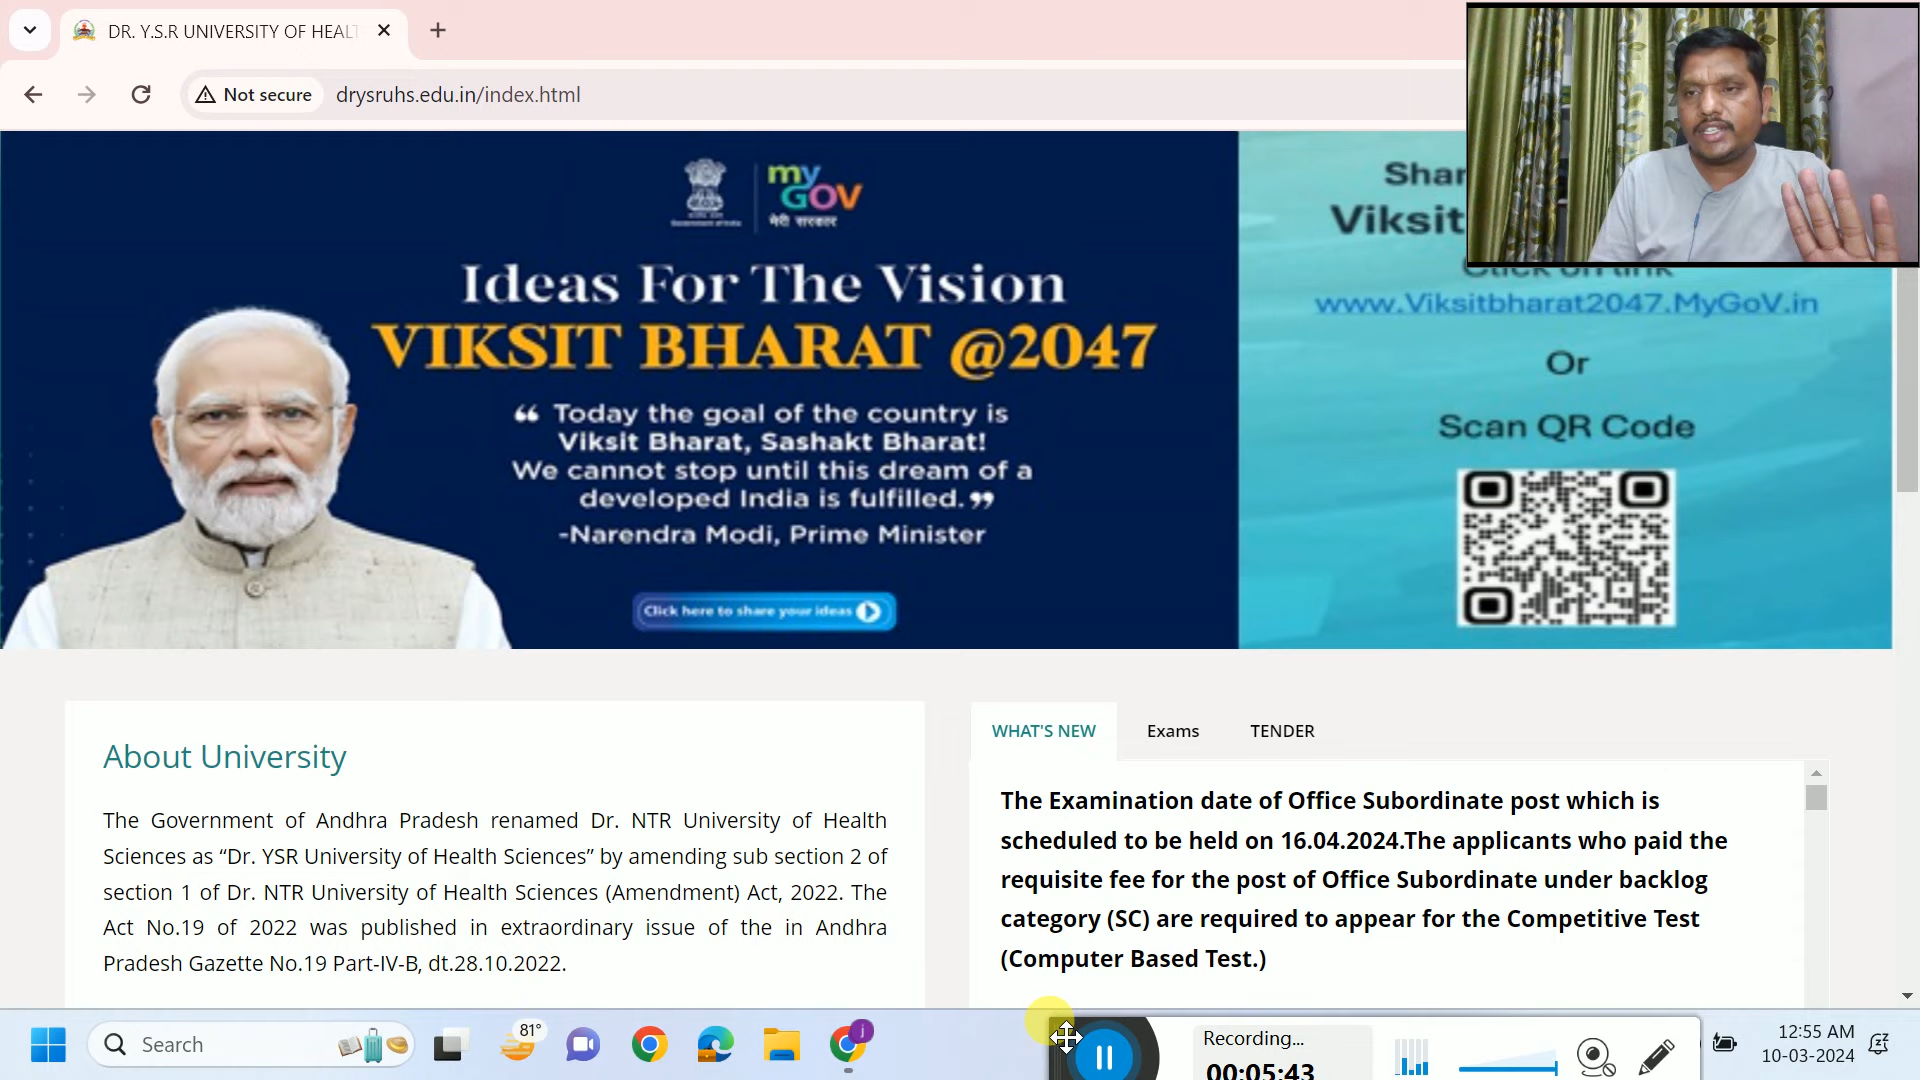 DR. Y.S.R UNIVERSITY OF HEAL
Not secure
drysruhs.edu.in/index.html
my
GOV
मेरी सरकार
Ideas For The Vision
VIKSIT BHARAT @2047
“ Today the goal of the country is
Viksit Bharat, Sashakt Bharat!
We cannot stop until this dream of a
developed India is fulfilled.”
-Narendra Modi, Prime Minister
Click here to share your ideas
Viksit
Click on link
www.Viksitbharat2047.MyGoV.in
Or
Scan QR Code
About University
The Government of Andhra Pradesh renamed Dr. NTR University of Health
Sciences as “Dr. YSR University of Health Sciences” by amending sub section 2 of
section 1 of Dr. NTR University of Health Sciences (Amendment) Act, 2022. The
Act No.19 of 2022 was published in extraordinary issue of the in Andhra
Pradesh Gazette No.19 Part-IV-B, dt.28.10.2022.
WHAT'S NEW
Exams
TENDER
The Examination date of Office Subordinate post which is
scheduled to be held on 16.04.2024.The applicants who paid the
requisite fee for the post of Office Subordinate under backlog
category (SC) are required to appear for the Competitive Test
(Computer Based Test.)
Search
81°
j
Recording...
00:05:43
12:55 AM
10-03-2024